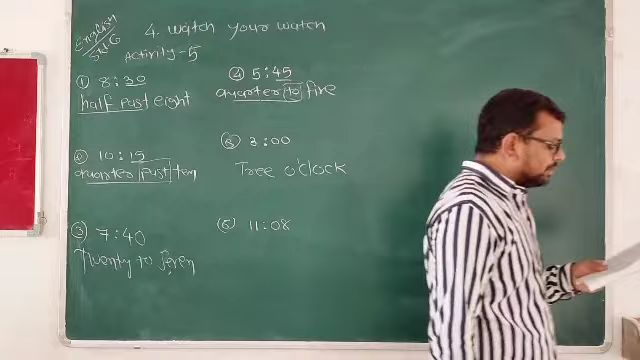 English
Std 6
4. Watch your watch
Activity-5
① 8:30
half past eight
② 10:15
quarter past ten
③ 7:40
Twenty to seven
④ 5:45
quarter to five
⑤ 3:00
Tree o'clock
⑥ 11:08